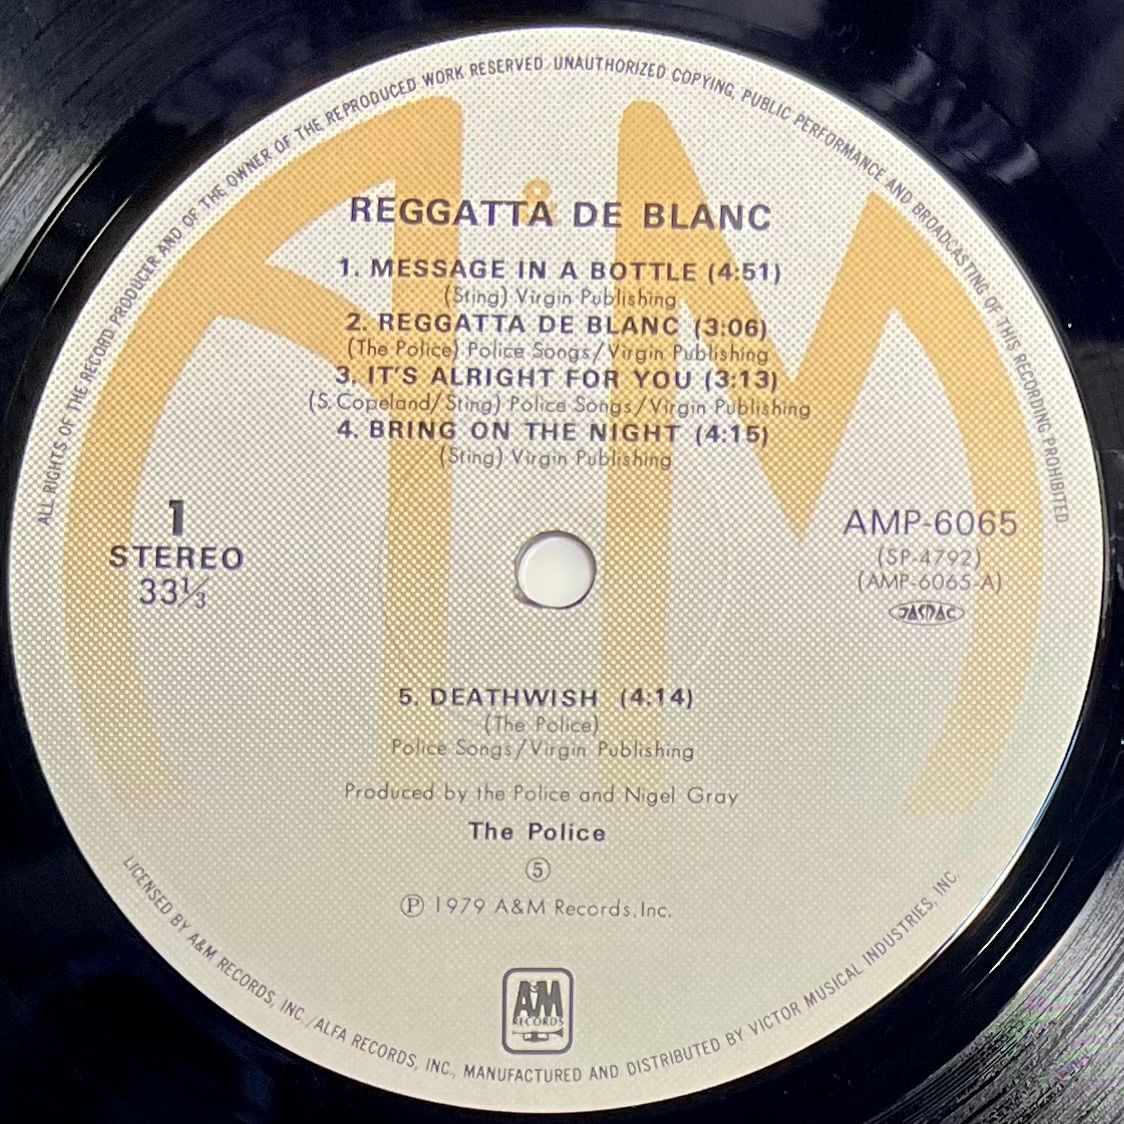 ALL RIGHTS OF THE RECORD PRODUCER AND OF THE OWNER OF THE REPRODUCED WORK RESERVED. UNAUTHORIZED COPYING, PUBLIC PERFORMANCE AND BROADCASTING OF THIS RECORDING PROHIBITED
REGGATTA DE BLANC
1. MESSAGE IN A BOTTLE (4:51)
(Sting) Virgin Publishing
2. REGGATTA DE BLANC (3:06)
(The Police) Police Songs/Virgin Publishing
3. IT'S ALRIGHT FOR YOU (3:13)
(S. Copeland/Sting) Police Songs/Virgin Publishing
4. BRING ON THE NIGHT (4:15)
(Sting) Virgin Publishing
1
STEREO
33⅓
AMP-6065
(SP-4792)
(AMP-6065-A)
JASRAC
5. DEATHWISH (4:14)
(The Police)
Police Songs/Virgin Publishing
Produced by the Police and Nigel Gray
The Police
⑤
Ⓟ 1979 A&M Records, Inc.
A&M
RECORDS
LICENSED BY A&M RECORDS, INC./ALFA RECORDS, INC., MANUFACTURED AND DISTRIBUTED BY VICTOR MUSICAL INDUSTRIES, INC.